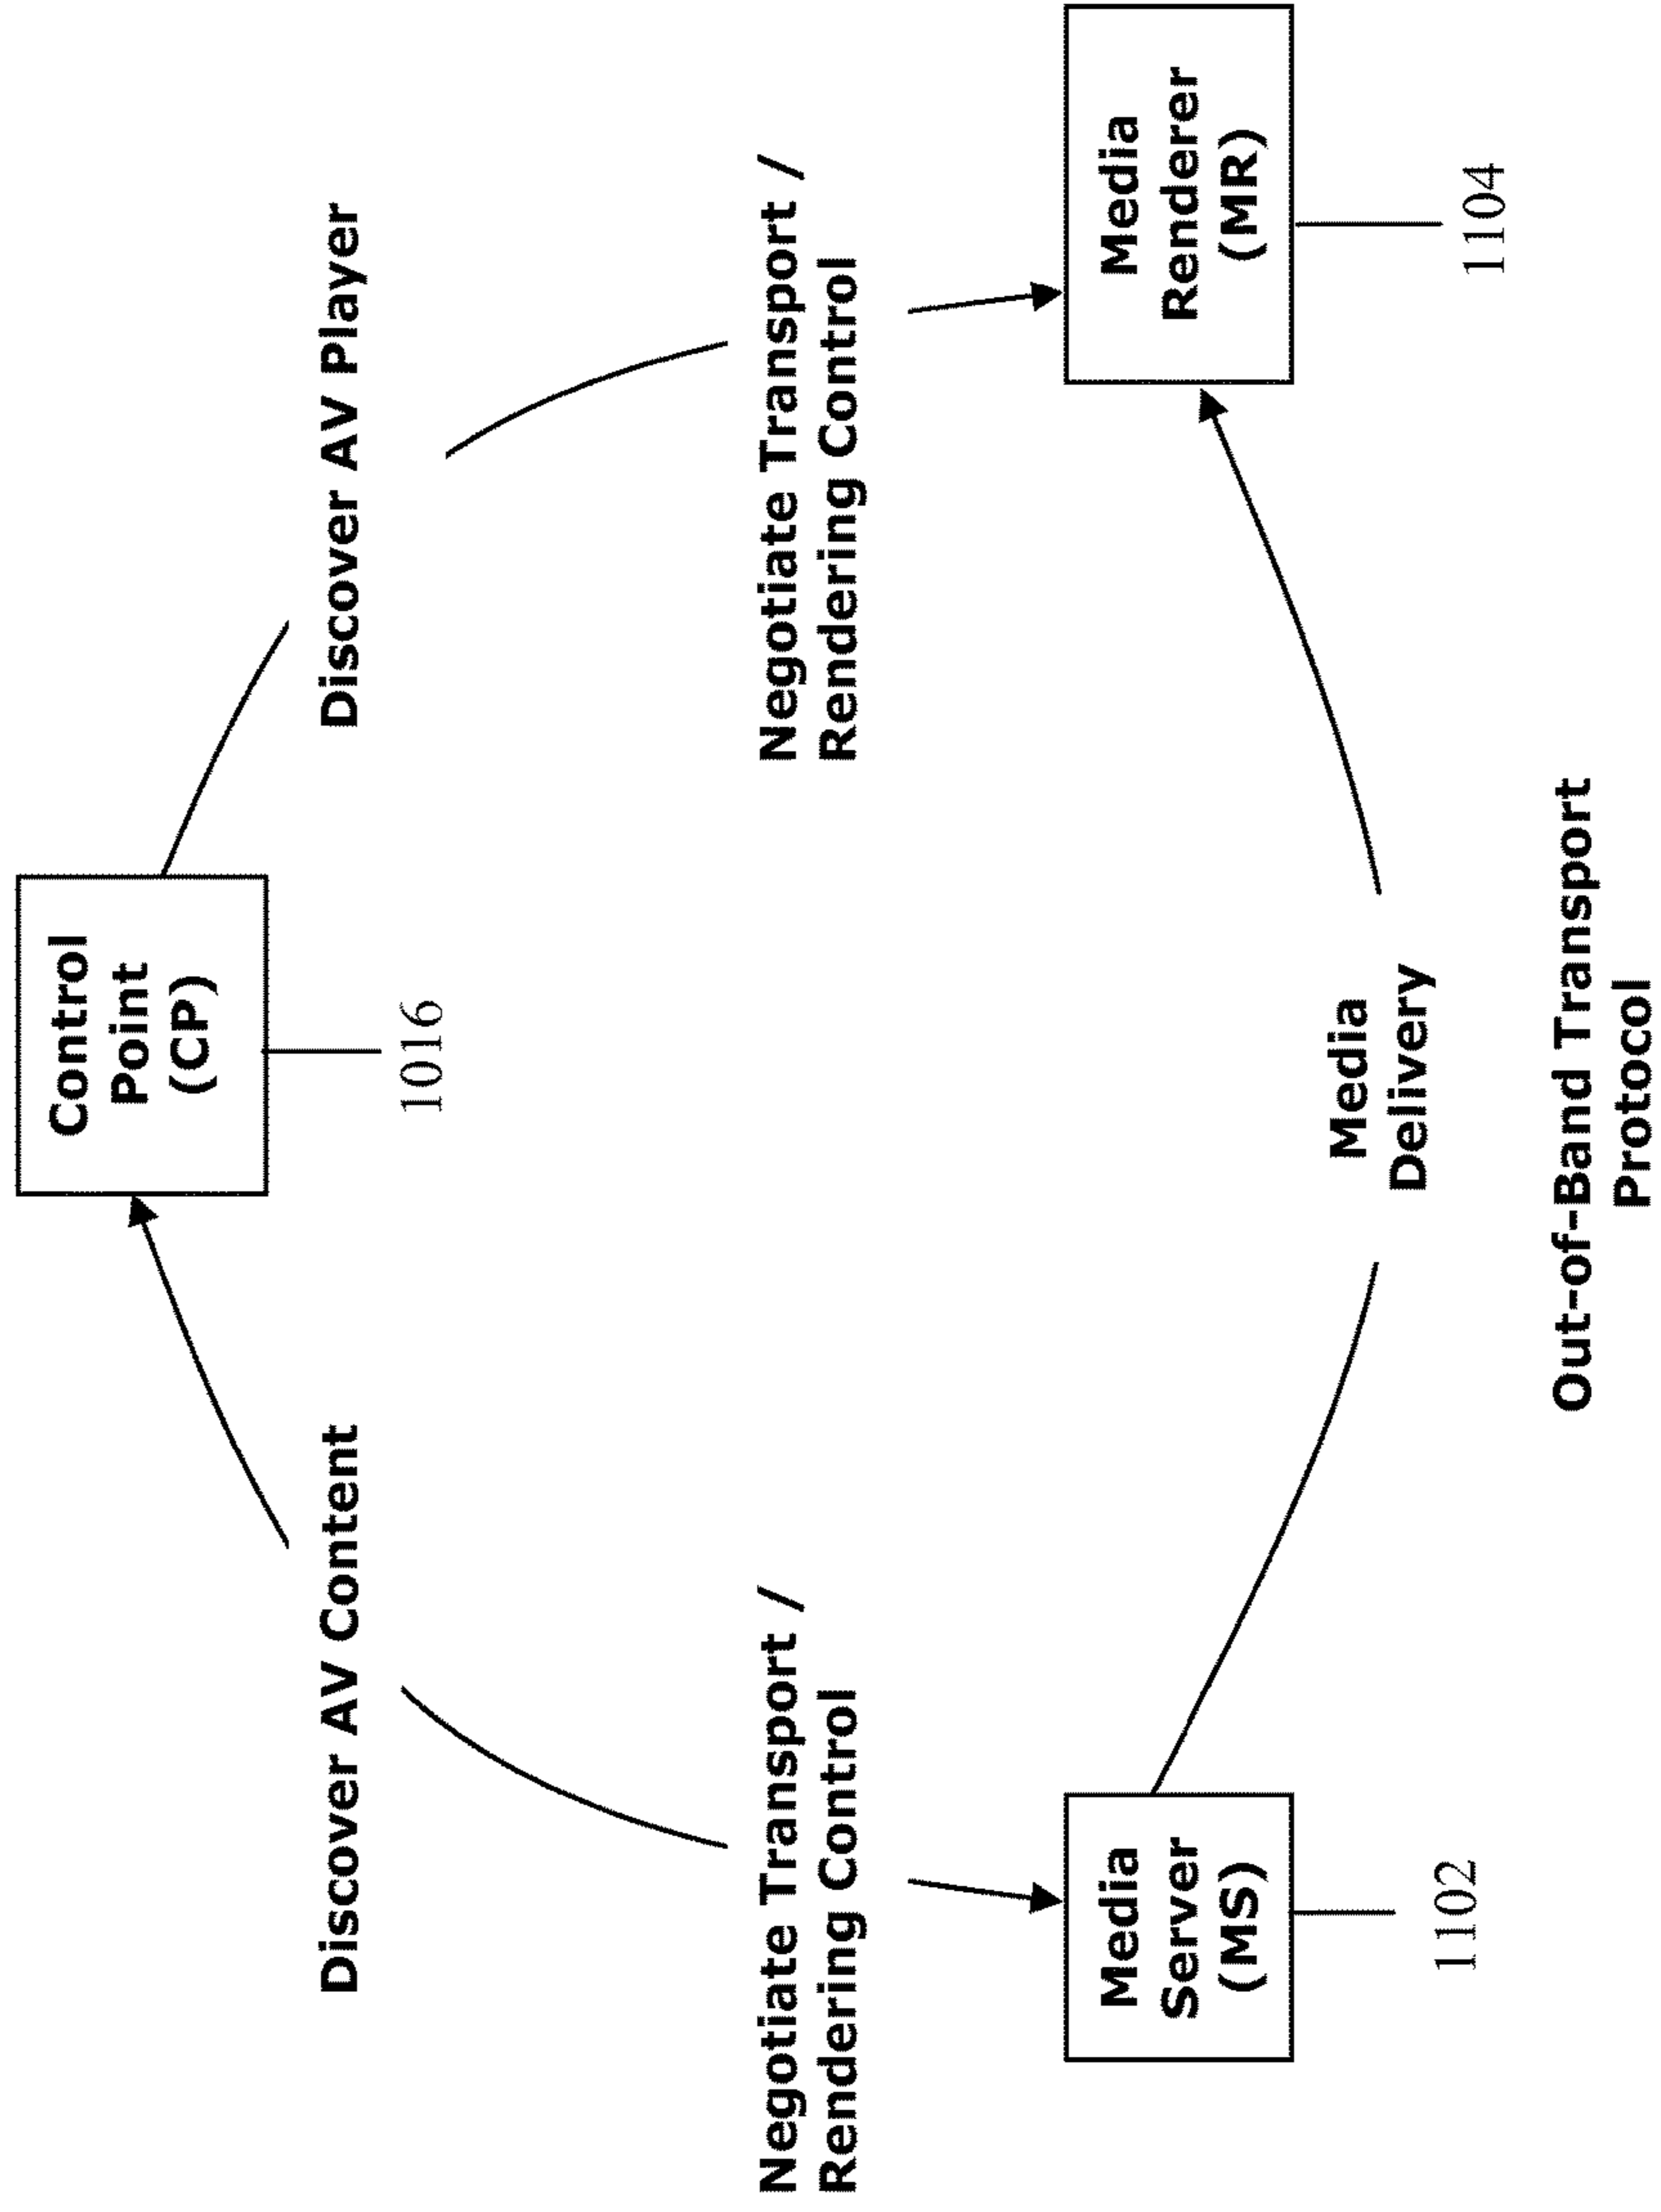 Control
Point
(CP)
1016
Discover AV Content
Discover AV Player
Negotiate Transport /
Rendering Control
Negotiate Transport /
Rendering Control
Media
Server
(MS)
1102
Media
Renderer
(MR)
1104
Media
Delivery
Out-of-Band Transport
Protocol